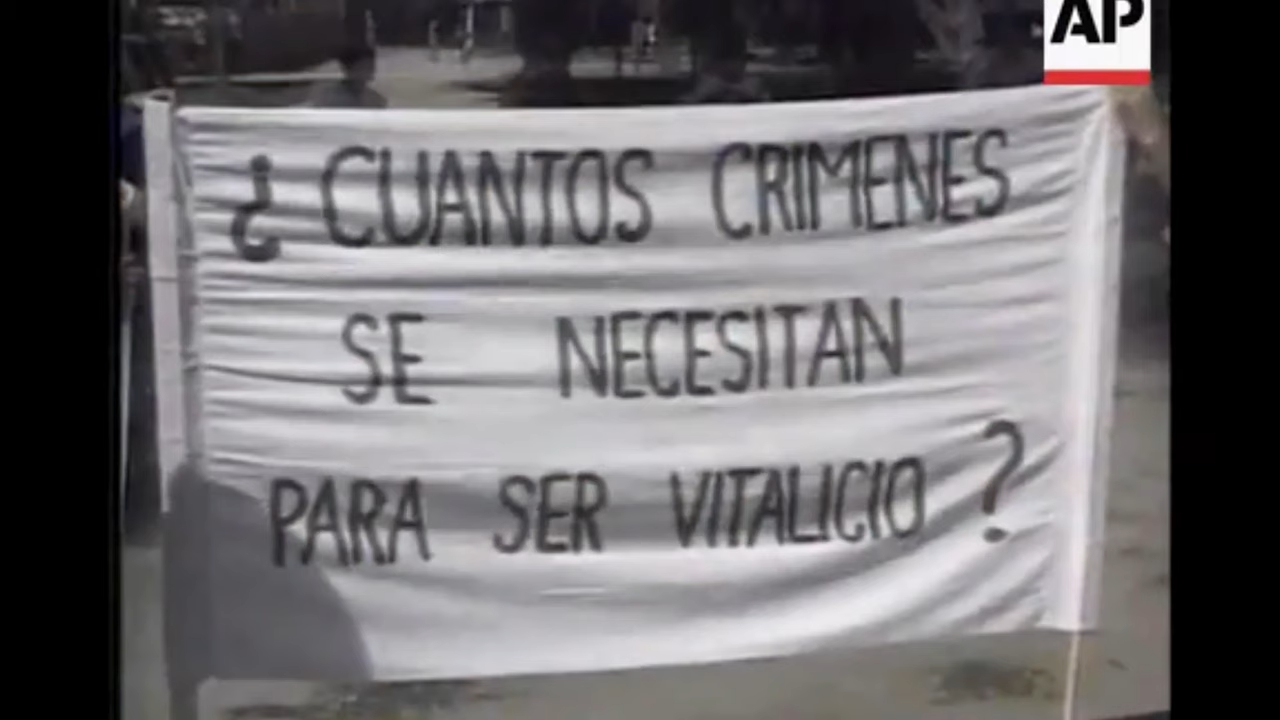 AP
¿CUANTOS CRIMENES
SE NECESITAN
PARA SER VITALICIO?